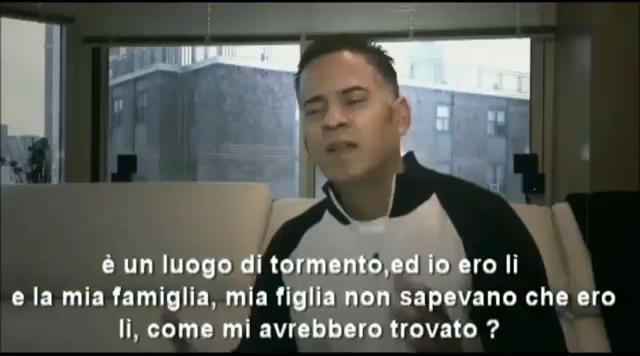 è un luogo di tormento,ed io ero lì
e la mia famiglia, mia figlia non sapevano che ero
lì, come mi avrebbero trovato ?